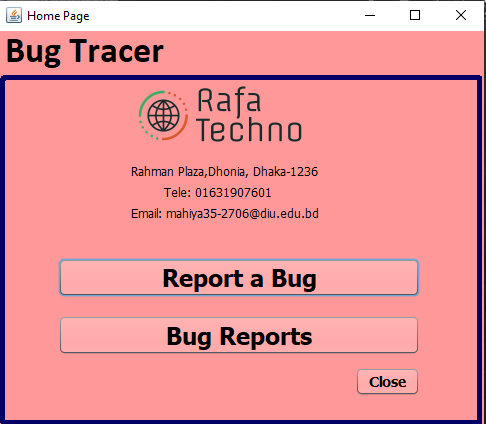 Home Page
Bug Tracer
Rafa
Techno
Rahman Plaza,Dhonia, Dhaka-1236
Tele: 01631907601
Email: mahiya35-2706@diu.edu.bd
Report a Bug
Bug Reports
Close